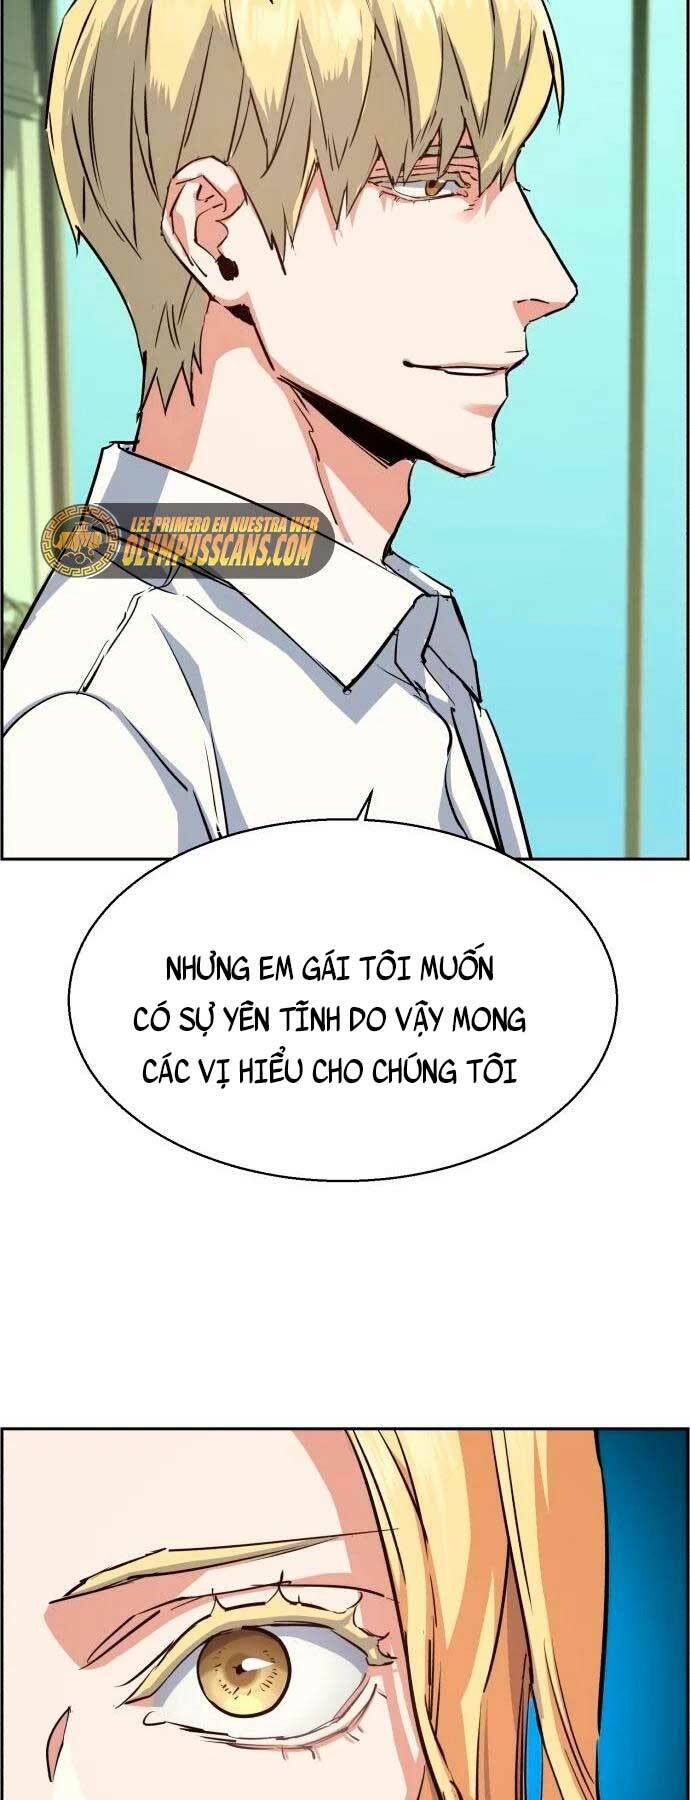 LEE PRIMERO EN NUESTRA WEB
OLYMPUSSCANS.COM
NHƯNG EM GÁI TÔI MUỐN
CÓ SỰ YÊN TĨNH DO VẬY MONG
CÁC VỊ HIỂU CHO CHÚNG TÔI